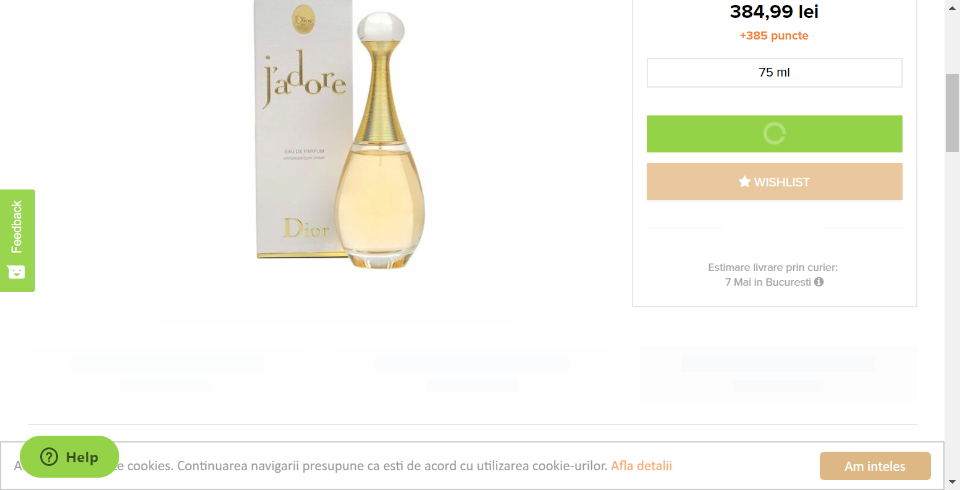 384,99 lei
+385 puncte
75 ml
WISHLIST
Estimare livrare prin curier:
7 Mai in Bucuresti
Dior
j'adore
EAU DE PARFUM
Dior
Feedback
cookies. Continuarea navigarii presupune ca esti de acord cu utilizarea cookie-urilor. Afla detalii
Help
Am inteles